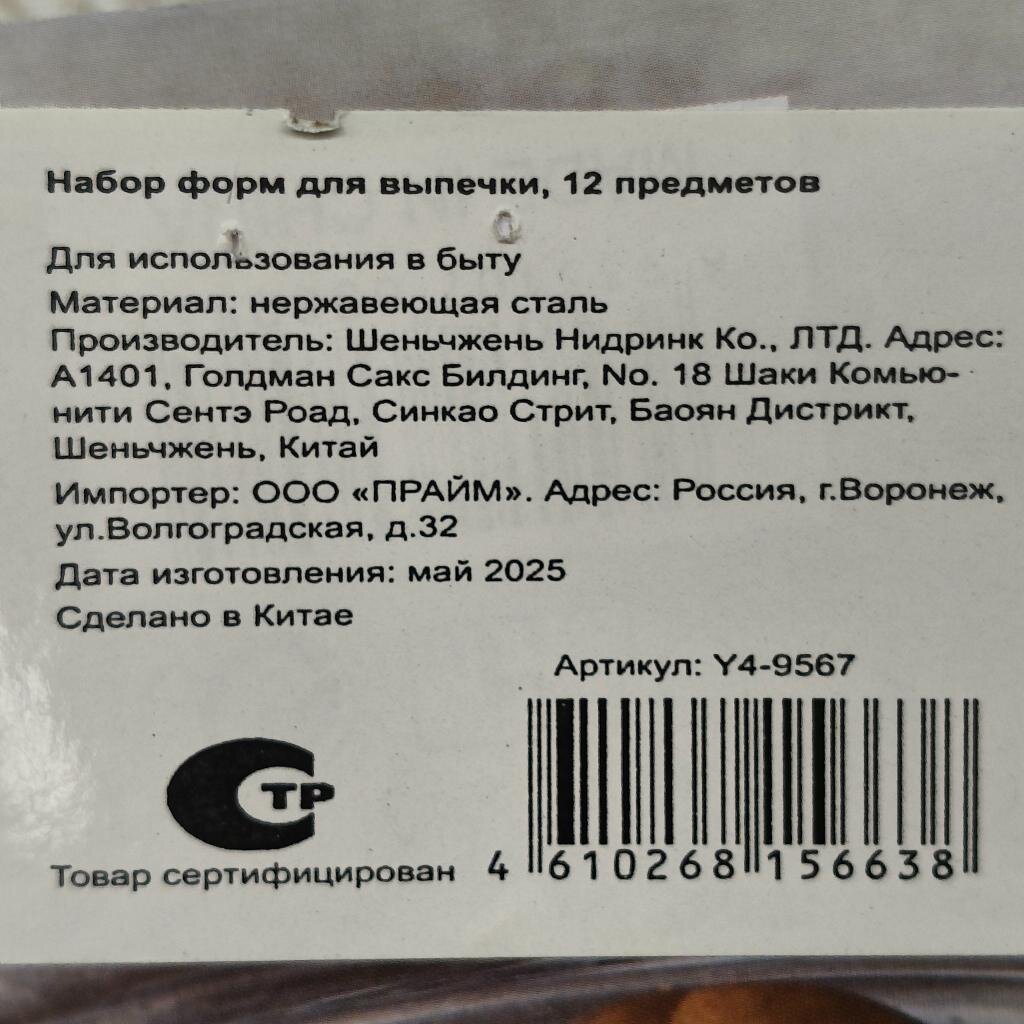 Набор форм для выпечки, 12 предметов
Для использования в быту
Материал: нержавеющая сталь
Производитель: Шеньчжень Нидринк Ко., ЛТД. Адрес:
А1401, Голдман Сакс Билдинг, No. 18 Шаки Комью-
нити Сентэ Роад, Синкао Стрит, Баоян Дистрикт,
Шеньчжень, Китай
Импортер: ООО «ПРАЙМ». Адрес: Россия, г.Воронеж,
ул.Волгоградская, д.32
Дата изготовления: май 2025
Сделано в Китае
Артикул: Y4-9567
СТР
Товар сертифицирован
4 610268 156638